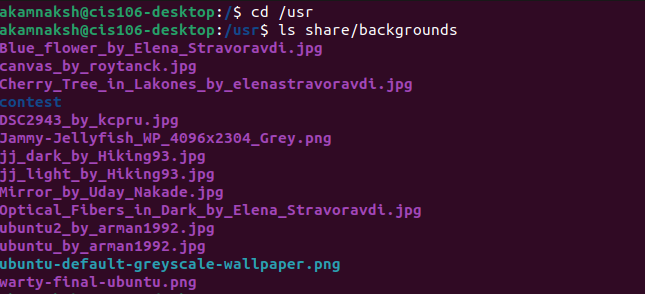 akamnaksh@cis106-desktop:/$ cd /usr
akamnaksh@cis106-desktop:/usr$ ls share/backgrounds
Blue_flower_by_Elena_Stravoravdi.jpg
canvas_by_roytanck.jpg
Cherry_Tree_in_Lakones_by_elenastravoravdi.jpg
contest
DSC2943_by_kcpru.jpg
Jammy-Jellyfish_WP_4096x2304_Grey.png
jj_dark_by_Hiking93.jpg
jj_light_by_Hiking93.jpg
Mirror_by_Uday_Nakade.jpg
Optical_Fibers_in_Dark_by_Elena_Stravoravdi.jpg
ubuntu2_by_arman1992.jpg
ubuntu_by_arman1992.jpg
ubuntu-default-greyscale-wallpaper.png
warty-final-ubuntu.png